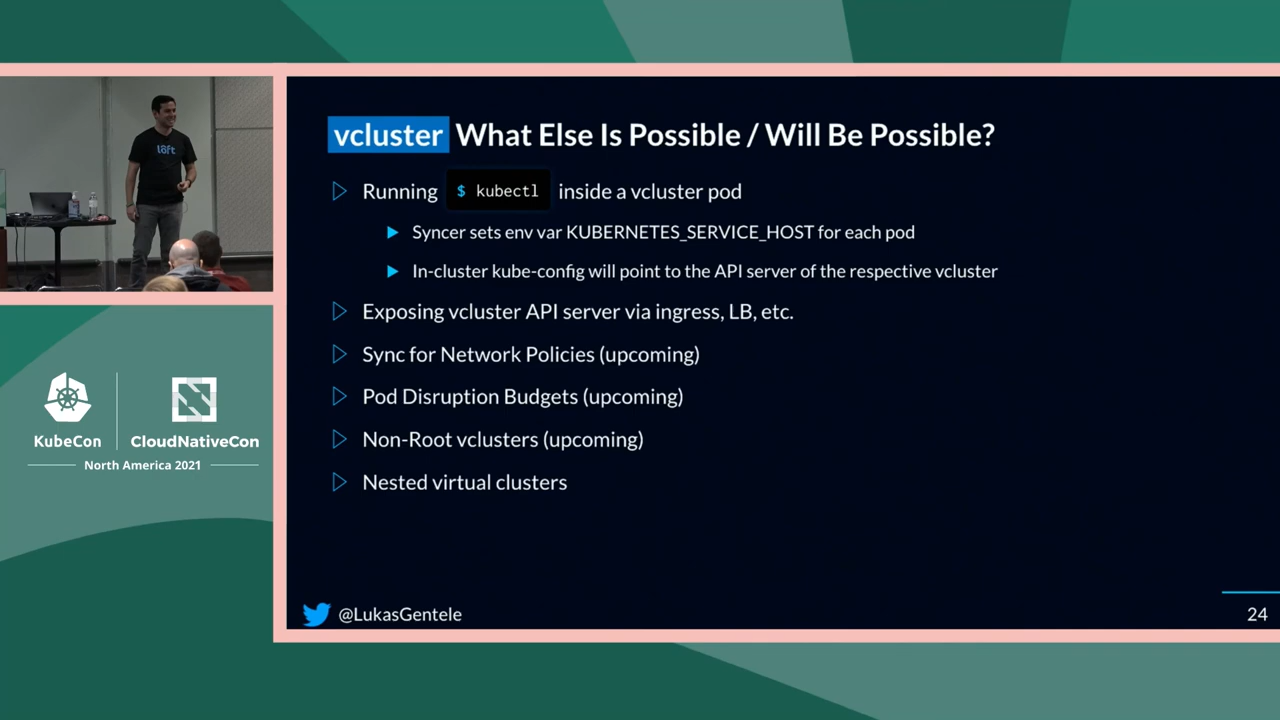 vcluster What Else Is Possible / Will Be Possible?
Running $ kubectl inside a vcluster pod
Syncer sets env var KUBERNETES_SERVICE_HOST for each pod
In-cluster kube-config will point to the API server of the respective vcluster
Exposing vcluster API server via ingress, LB, etc.
Sync for Network Policies (upcoming)
Pod Disruption Budgets (upcoming)
Non-Root vclusters (upcoming)
Nested virtual clusters
@LukasGentele
24
loft
KubeCon
CloudNativeCon
North America 2021